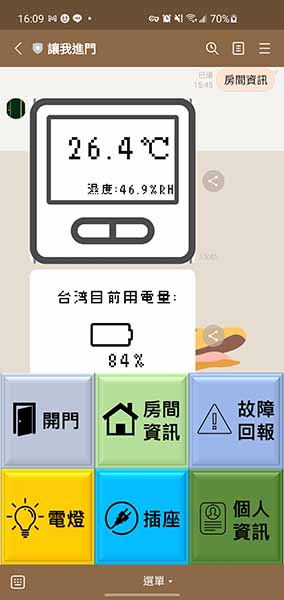 16:09
70%
讓我進門
已讀
15:45
房間資訊
26.4℃
濕度:46.9%RH
15:45
台灣目前用電量:
84%
開門
房間
資訊
故障
回報
電燈
插座
個人
資訊
選單